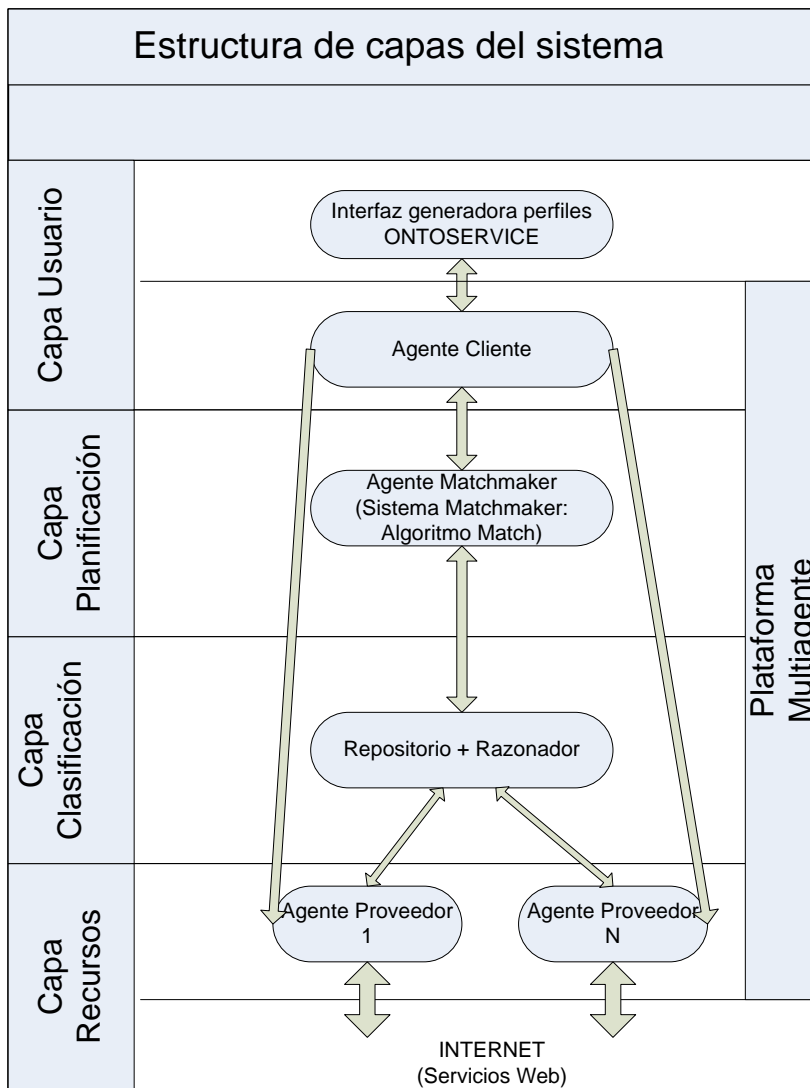 Estructura de capas del sistema
Capa Usuario
Interfaz generadora perfiles
ONTOSERVICE
Agente Cliente
Capa
Planificación
Agente Matchmaker
(Sistema Matchmaker:
Algoritmo Match)
Plataforma
Multiagente
Capa
Clasificación
Repositorio + Razonador
Capa
Recursos
Agente Proveedor
1
Agente Proveedor
N
INTERNET
(Servicios Web)